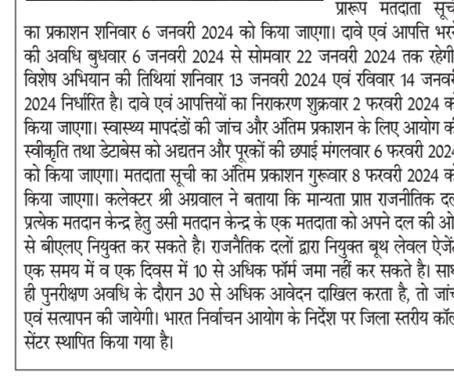 प्रारूप मतदाता
का प्रकाशन शनिवार 6 जनवरी 2024 को किया जाएगा। दावे एवं आपत्ति
की अवधि बुधवार 6 जनवरी 2024 से सोमवार 22 जनवरी 2024 तक रहेगी
विशेष अभियान की तिथियां शनिवार 13 जनवरी 2024 एवं रविवार 14
2024 निर्धारित है। दावे एवं आपत्तियों का निराकरण शुक्रवार 2 फरवरी 2024
किया जाएगा। स्वास्थ्य मापदंडों की जांच और अंतिम प्रकाशन के लिए आयोग
स्वीकृति तथा डेटाबेस को अद्यतन और पूरकों की छपाई मंगलवार 6 फरवरी
को किया जाएगा। मतदाता सूची का अंतिम प्रकाशन गुरूवार 8 फरवरी 2024
किया जाएगा। कलेक्टर श्री अग्रवाल ने बताया कि मान्यता प्राप्त राजनीतिक
प्रत्येक मतदान केन्द्र हेतु उसी मतदान केन्द्र के एक मतदाता को अपने दल की
से बीएलए नियुक्त कर सकते है। राजनैतिक दलों द्वारा नियुक्त बूथ लेवल
एक समय में व एक दिवस में 10 से अधिक फॉर्म जमा नहीं कर सकते है।
ही पुनरीक्षण अवधि के दौरान 30 से अधिक आवेदन दाखिल करता है, तो
एवं सत्यापन की जायेगी। भारत निर्वाचन आयोग के निर्देश पर जिला स्तरीय
सेंटर स्थापित किया गया है।